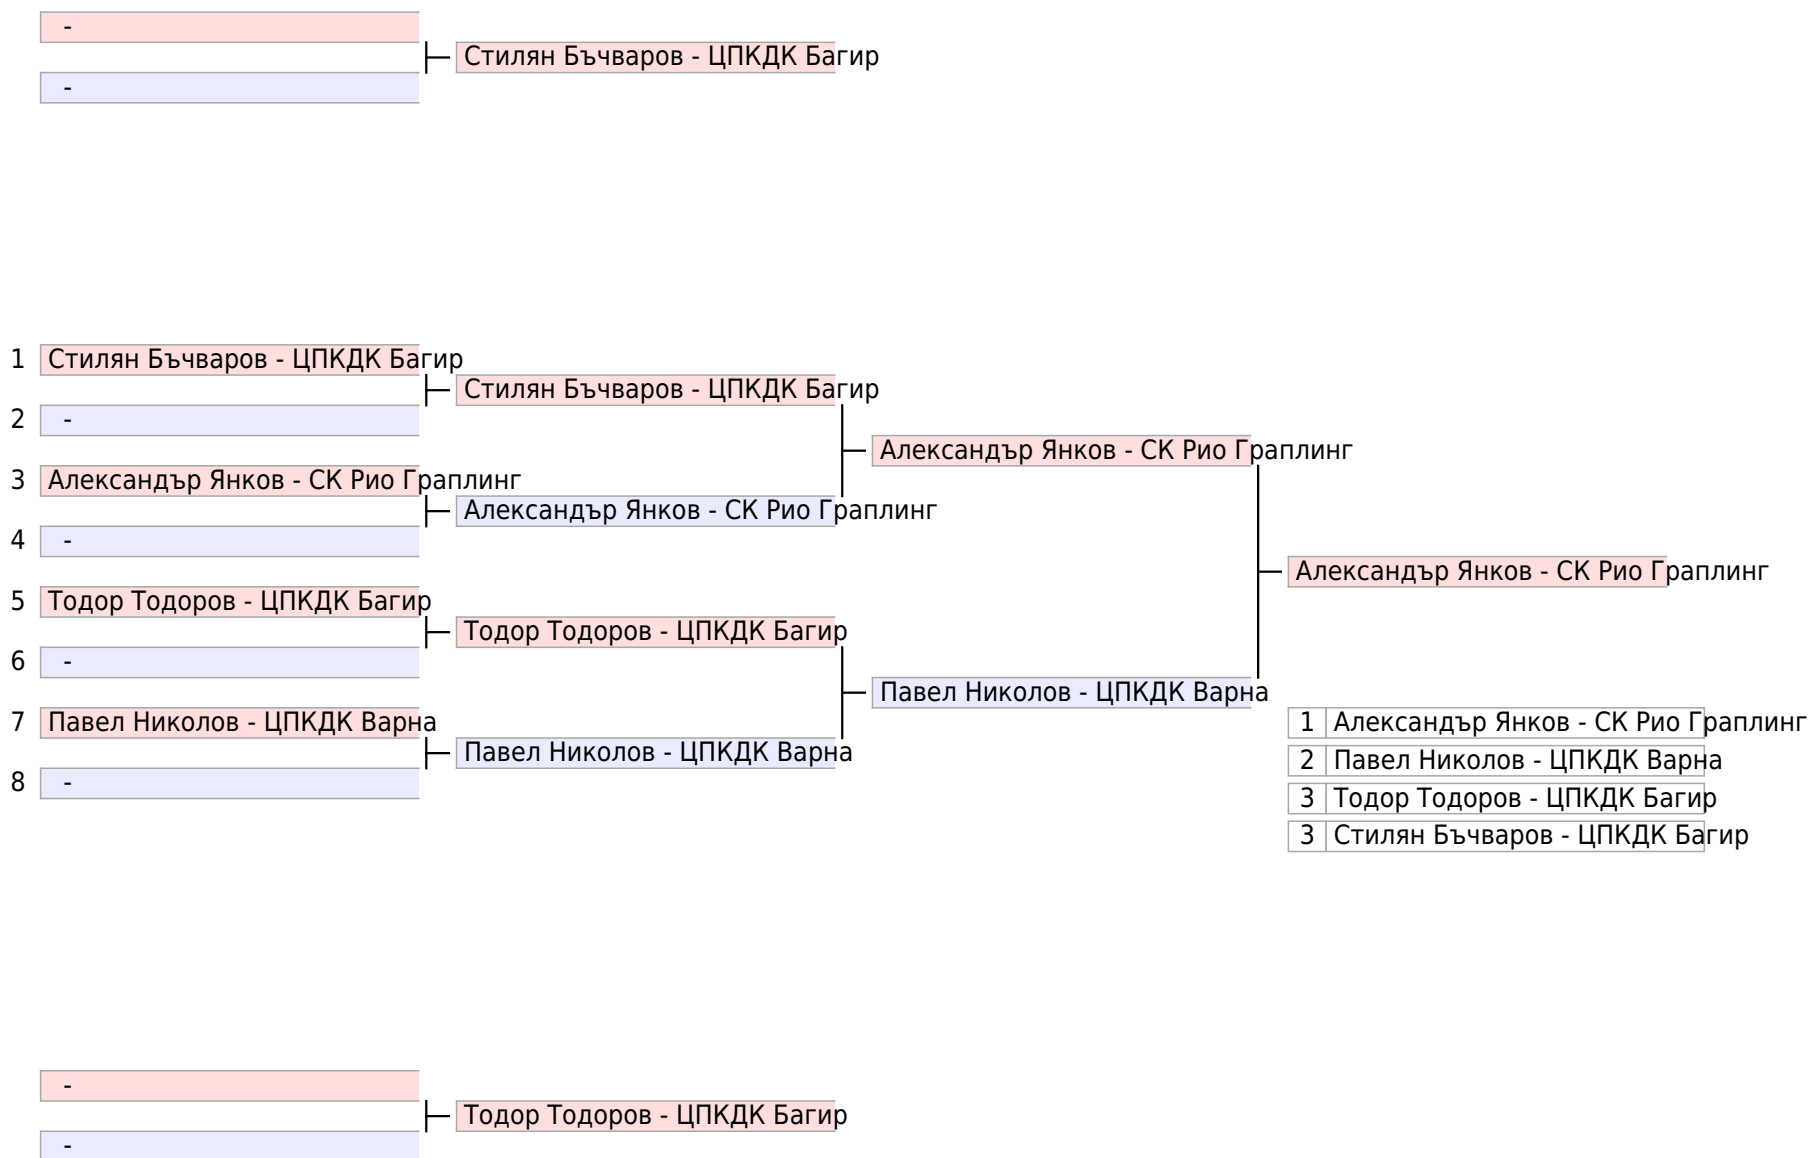 -
Стилян Бъчваров - ЦПКДК Багир
-
1 Стилян Бъчваров - ЦПКДК Багир
Стилян Бъчваров - ЦПКДК Багир
2 -
Александър Янков - СК Рио Граплинг
3 Александър Янков - СК Рио Граплинг
Александър Янков - СК Рио Граплинг
4 -
Александър Янков - СК Рио Граплинг
5 Тодор Тодоров - ЦПКДК Багир
Тодор Тодоров - ЦПКДК Багир
6 -
Павел Николов - ЦПКДК Варна
7 Павел Николов - ЦПКДК Варна
Павел Николов - ЦПКДК Варна
8 -
1 Александър Янков - СК Рио Граплинг
2 Павел Николов - ЦПКДК Варна
3 Тодор Тодоров - ЦПКДК Багир
3 Стилян Бъчваров - ЦПКДК Багир
-
Тодор Тодоров - ЦПКДК Багир
-